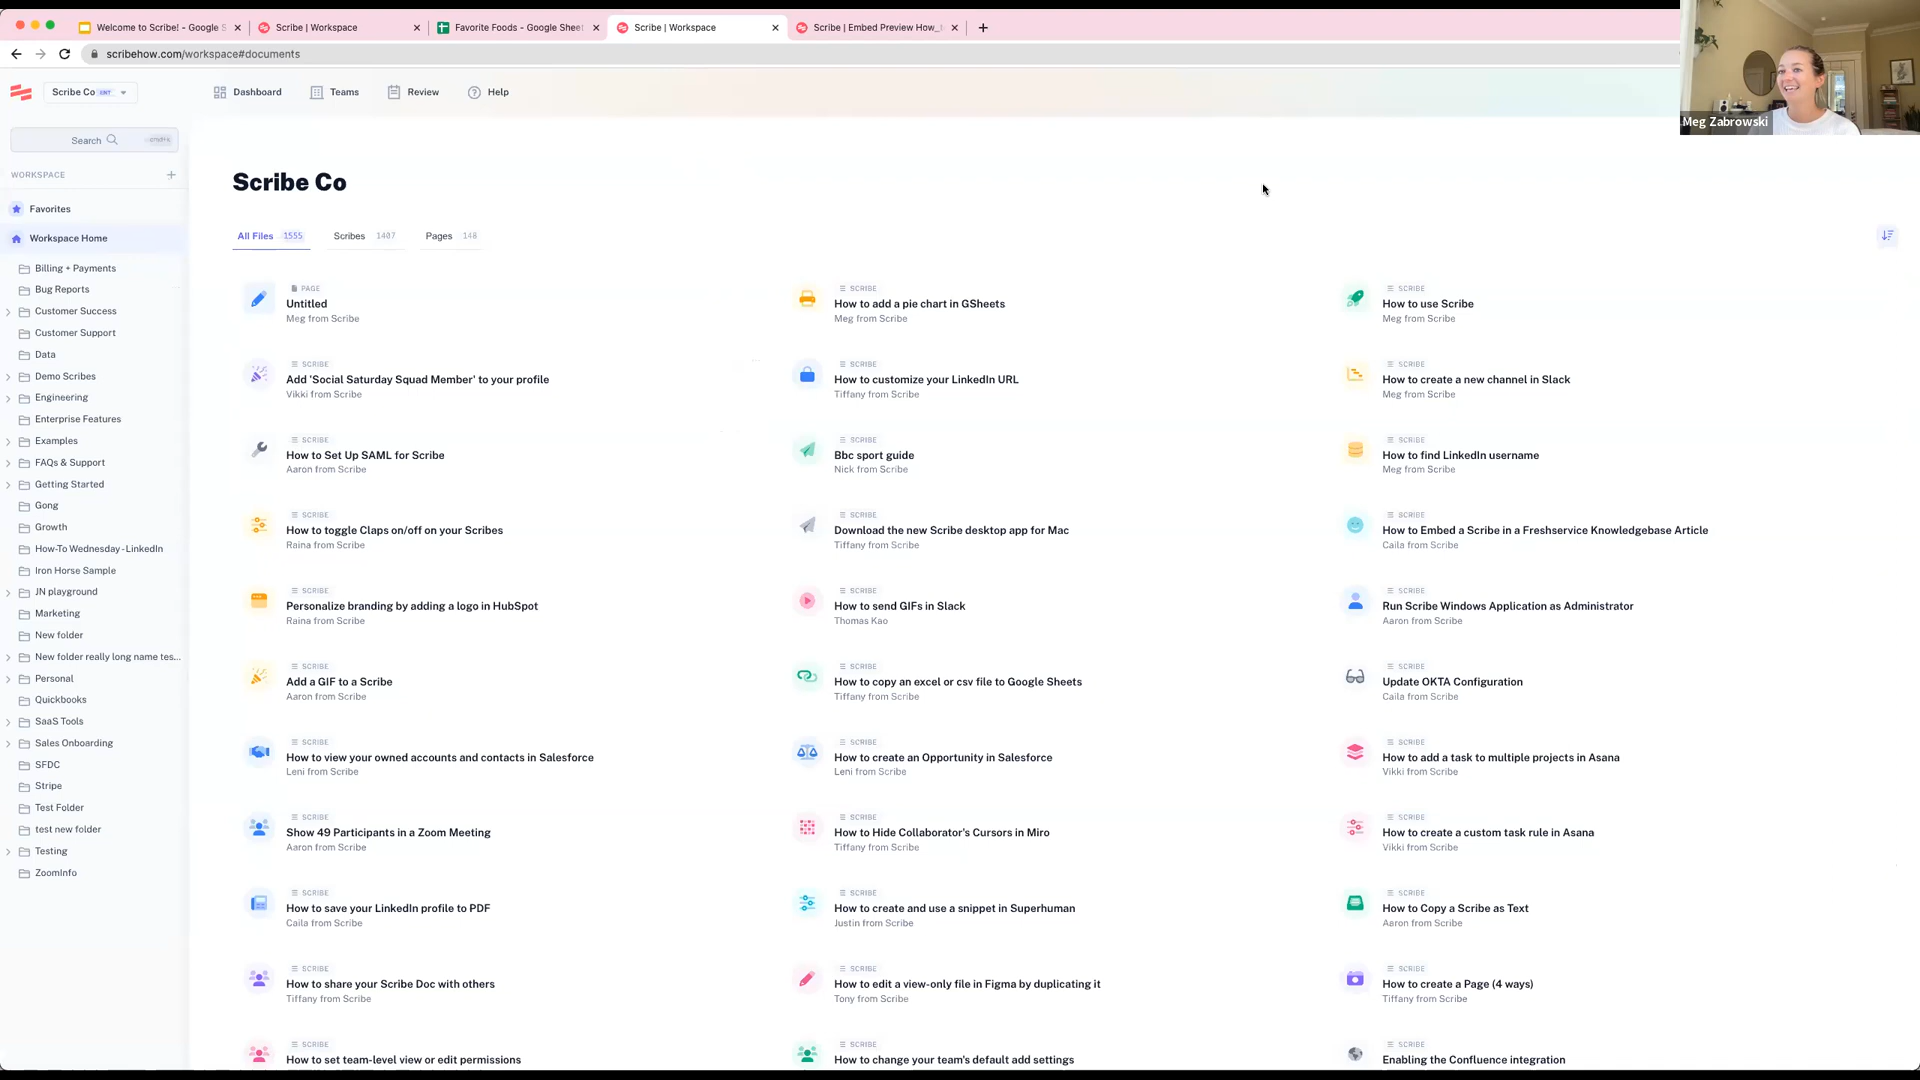 Welcome to Scribe! - Google S
Scribe | Workspace
Favorite Foods - Google Sheet
Scribe | Workspace
Scribe | Embed Preview How_t
scribehow.com/workspace#documents
Scribe Co ENT
Dashboard
Teams
Review
Help
Meg Zabrowski
Search
WORKSPACE
Favorites
Workspace Home
Billing + Payments
Bug Reports
Customer Success
Customer Support
Data
Demo Scribes
Engineering
Enterprise Features
Examples
FAQs & Support
Getting Started
Gong
Growth
How-To Wednesday - LinkedIn
Iron Horse Sample
JN playground
Marketing
New folder
New folder really long name tes...
Personal
Quickbooks
SaaS Tools
Sales Onboarding
SFDC
Stripe
Test Folder
test new folder
Testing
ZoomInfo
Scribe Co
All Files 1555
Scribes 1407
Pages 148
PAGE
Untitled
Meg from Scribe
SCRIBE
How to add a pie chart in GSheets
Meg from Scribe
SCRIBE
How to use Scribe
Meg from Scribe
SCRIBE
Add 'Social Saturday Squad Member' to your profile
Vikki from Scribe
SCRIBE
How to customize your LinkedIn URL
Tiffany from Scribe
SCRIBE
How to create a new channel in Slack
Meg from Scribe
SCRIBE
How to Set Up SAML for Scribe
Aaron from Scribe
SCRIBE
Bbc sport guide
Nick from Scribe
SCRIBE
How to find LinkedIn username
Meg from Scribe
SCRIBE
How to toggle Claps on/off on your Scribes
Raina from Scribe
SCRIBE
Download the new Scribe desktop app for Mac
Tiffany from Scribe
SCRIBE
How to Embed a Scribe in a Freshservice Knowledgebase Article
Caila from Scribe
SCRIBE
Personalize branding by adding a logo in HubSpot
Raina from Scribe
SCRIBE
How to send GIFs in Slack
Thomas Kao
SCRIBE
Run Scribe Windows Application as Administrator
Aaron from Scribe
SCRIBE
Add a GIF to a Scribe
Aaron from Scribe
SCRIBE
How to copy an excel or csv file to Google Sheets
Tiffany from Scribe
SCRIBE
Update OKTA Configuration
Caila from Scribe
SCRIBE
How to view your owned accounts and contacts in Salesforce
Leni from Scribe
SCRIBE
How to create an Opportunity in Salesforce
Leni from Scribe
SCRIBE
How to add a task to multiple projects in Asana
Vikki from Scribe
SCRIBE
Show 49 Participants in a Zoom Meeting
Aaron from Scribe
SCRIBE
How to Hide Collaborator's Cursors in Miro
Tiffany from Scribe
SCRIBE
How to create a custom task rule in Asana
Vikki from Scribe
SCRIBE
How to save your LinkedIn profile to PDF
Caila from Scribe
SCRIBE
How to create and use a snippet in Superhuman
Justin from Scribe
SCRIBE
How to Copy a Scribe as Text
Aaron from Scribe
SCRIBE
How to share your Scribe Doc with others
Tiffany from Scribe
SCRIBE
How to edit a view-only file in Figma by duplicating it
Tony from Scribe
SCRIBE
How to create a Page (4 ways)
Tiffany from Scribe
SCRIBE
How to set team-level view or edit permissions
SCRIBE
How to change your team's default add settings
SCRIBE
Enabling the Confluence integration